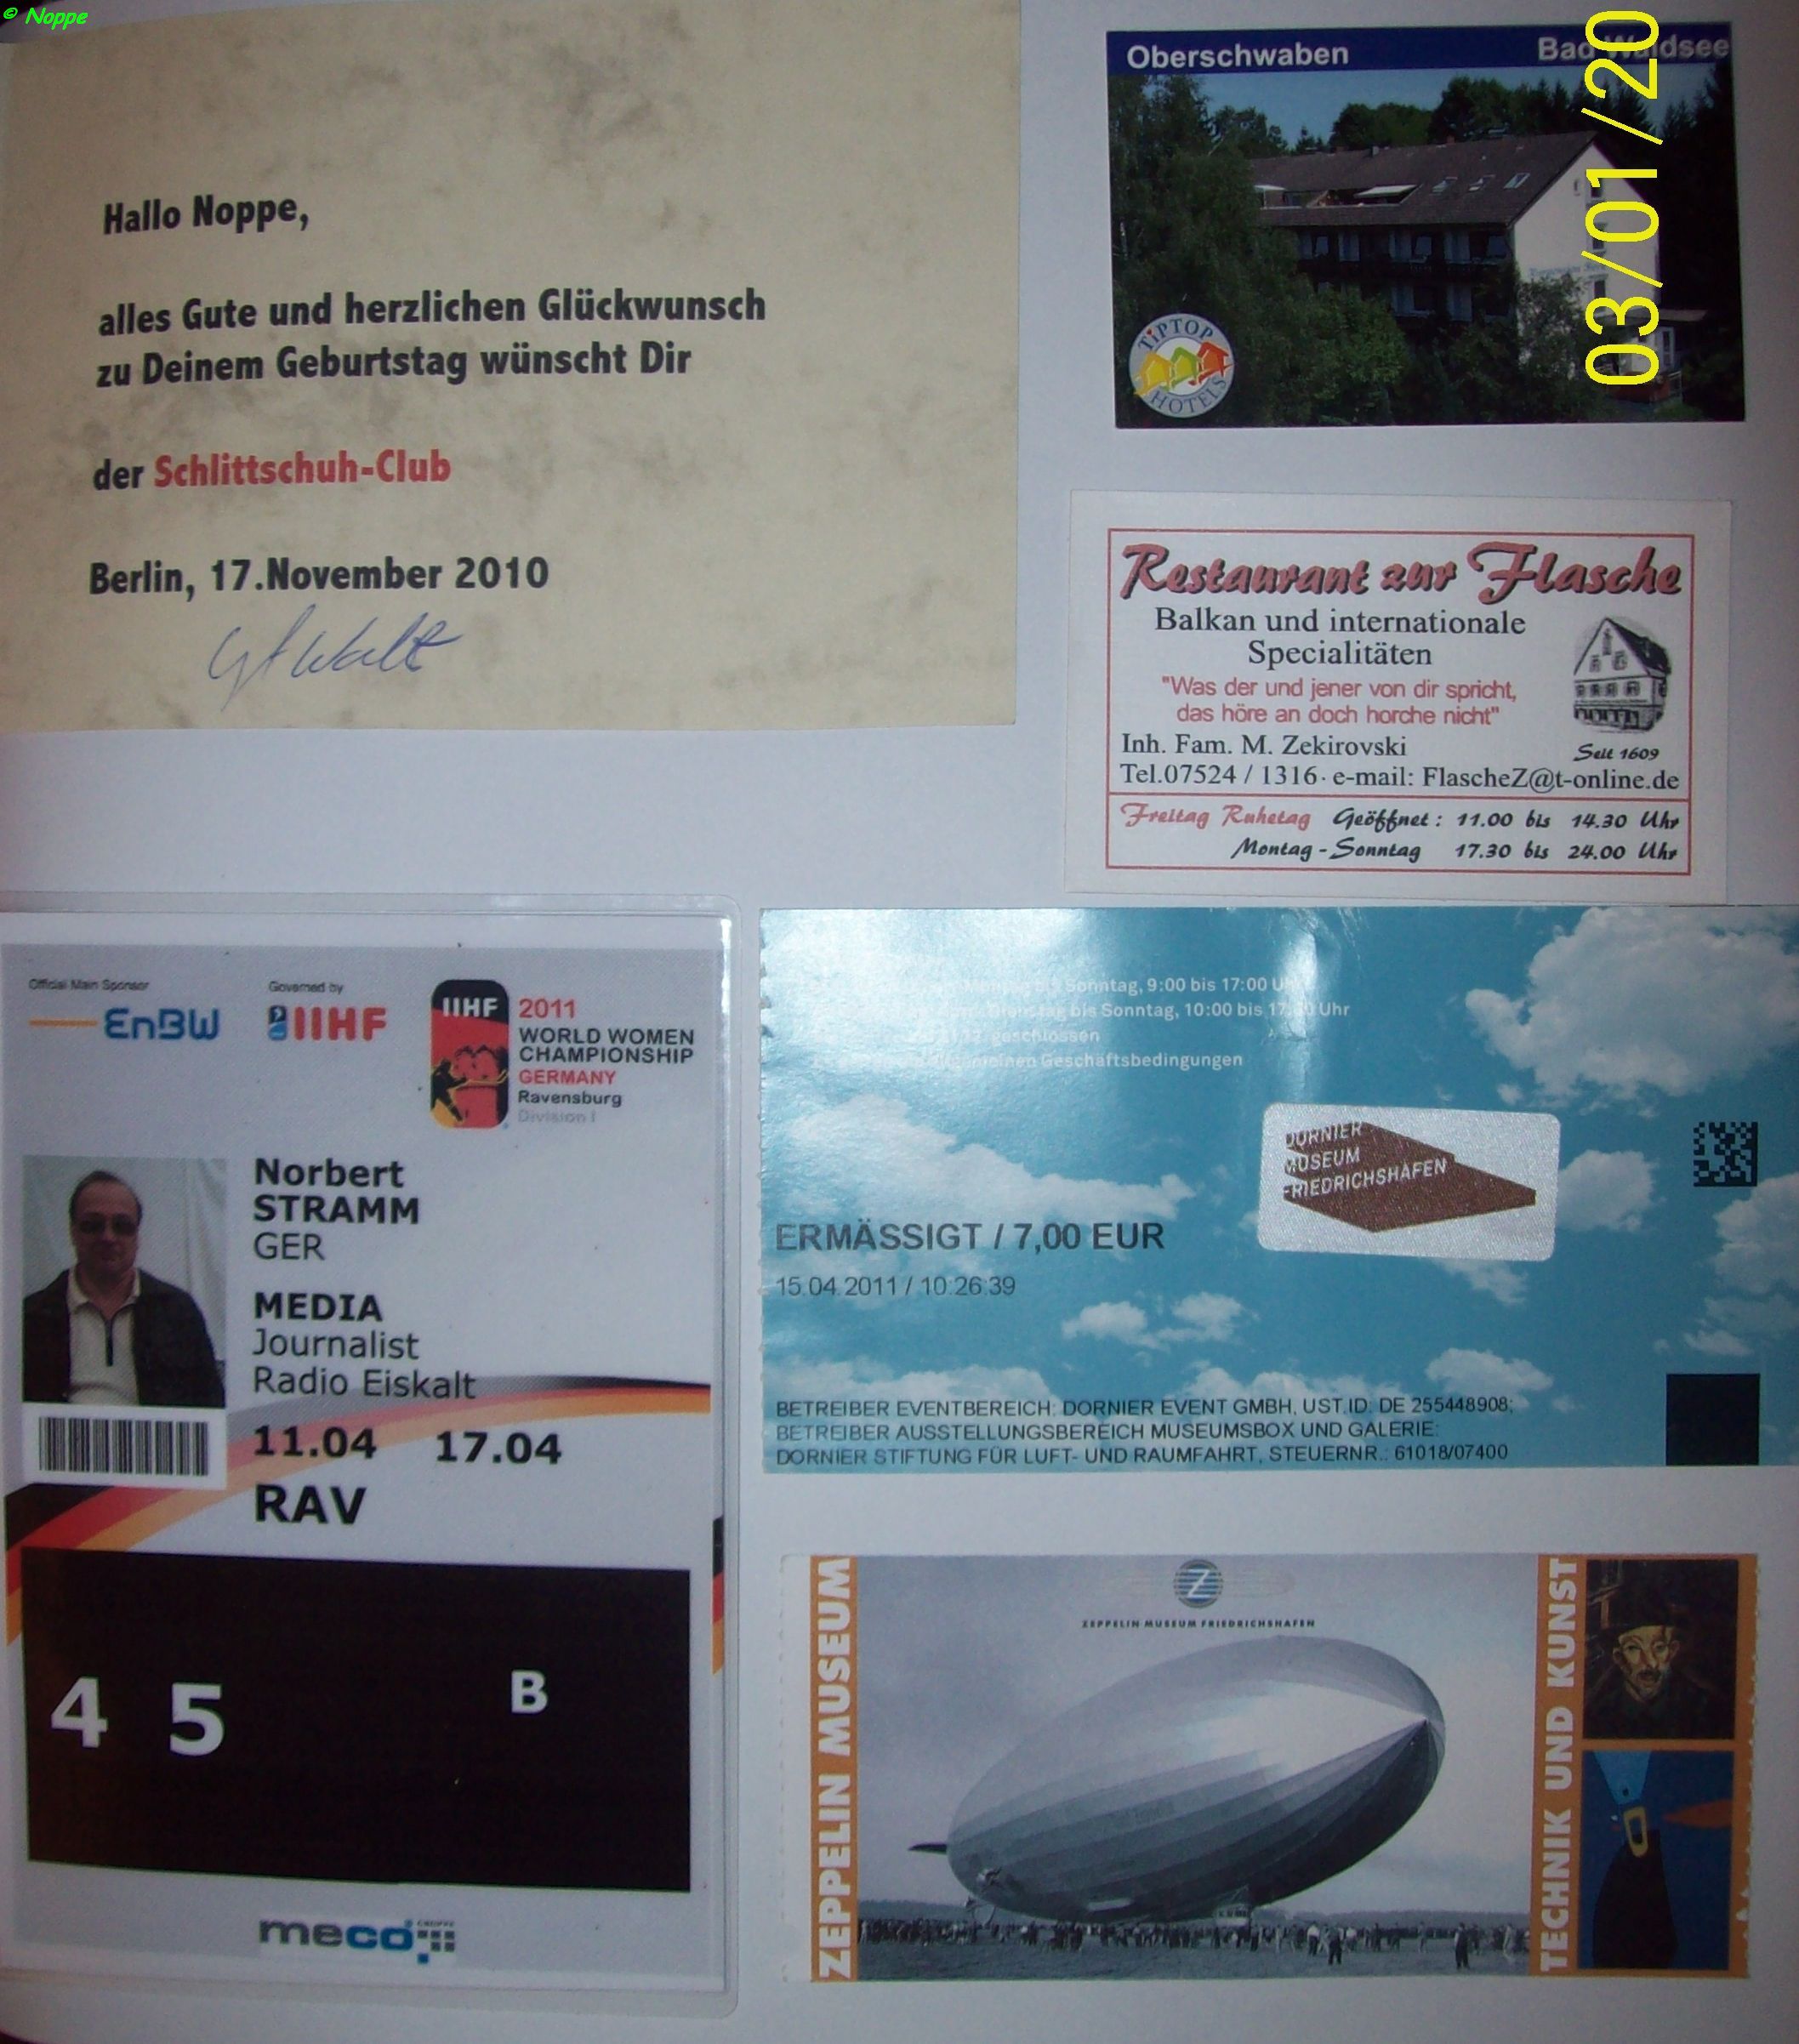 © Noppe
Hallo Noppe,
alles Gute und herzlichen Glückwunsch
zu Deinem Geburtstag wünscht Dir
der Schlittschuh-Club
Berlin, 17.November 2010
Oberschwaben
Bad Waldsee
TiPTOP
HOTELS
03/01/20
Restaurant zur Flasche
Balkan und internationale
Specialitäten
"Was der und jener von dir spricht,
das höre an doch horche nicht"
Inh. Fam. M. Zekirovski
Seit 1609
Tel.07524 / 1316· e-mail: FlascheZ@t-online.de
Freitag Ruhetag Geöffnet: 11.00 bis 14.30 Uhr
Montag - Sonntag 17.30 bis 24.00 Uhr
Official Main Sponsor
EnBW
Governed by
IIHF
IIHF
2011
WORLD WOMEN
CHAMPIONSHIP
GERMANY
Ravensburg
Division I
Norbert
STRAMM
GER
MEDIA
Journalist
Radio Eiskalt
11.04 17.04
RAV
4 5 B
meco GRUPPE
Sonntag, 9:00 bis 17:00 Uhr
bis Sonntag, 10:00 bis Uhr
geschlossen
Geschäftsbedingungen
DORNIER
MUSEUM
FRIEDRICHSHAFEN
ERMÄSSIGT / 7,00 EUR
15.04.2011 / 10:26:39
BETREIBER EVENTBEREICH: DORNIER EVENT GMBH, UST.ID: DE 255448908;
BETREIBER AUSSTELLUNGSBEREICH MUSEUMSBOX UND GALERIE:
DORNIER STIFTUNG FÜR LUFT- UND RAUMFAHRT, STEUERNR.: 61018/07400
ZEPPELIN MUSEUM
Z
ZEPPELIN MUSEUM FRIEDRICHSHAFEN
TECHNIK UND KUNST